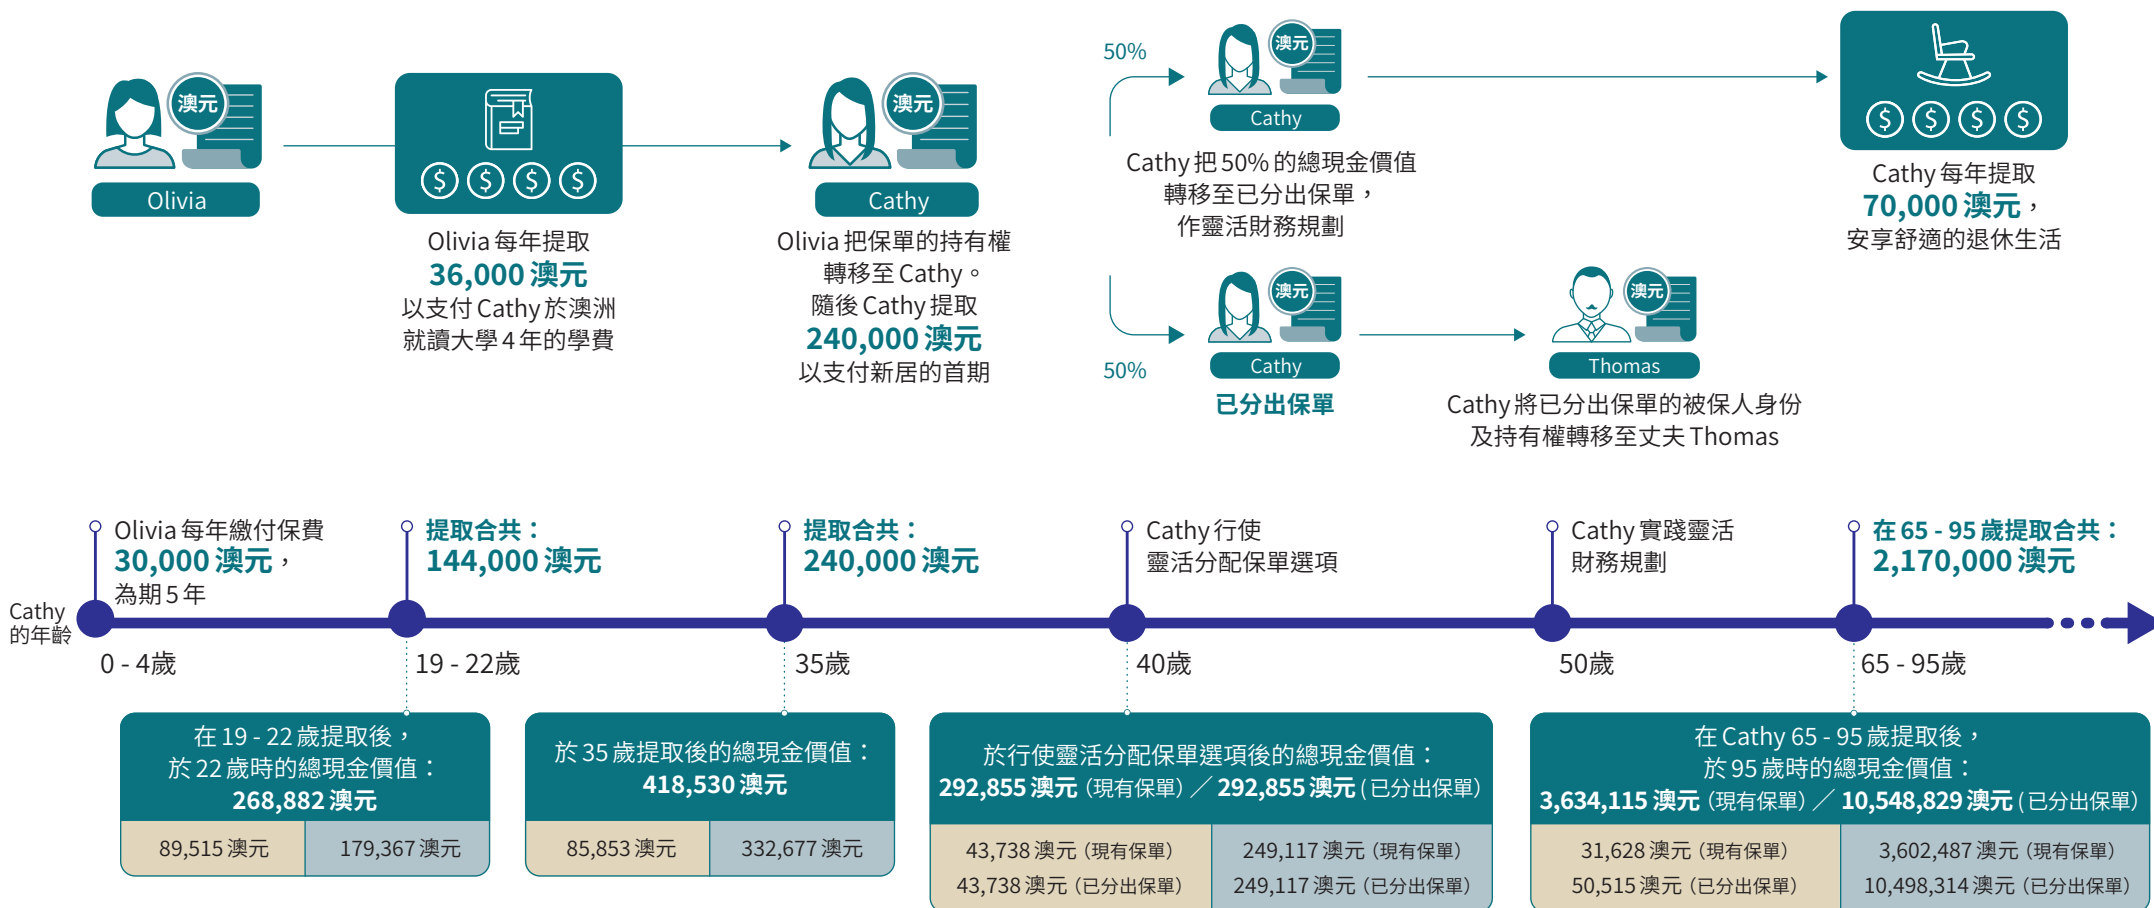 澳元
Olivia
Olivia 每年提取
36,000 澳元
以支付 Cathy 於澳洲
就讀大學 4 年的學費
澳元
Cathy
Olivia 把保單的持有權
轉移至 Cathy。
隨後 Cathy 提取
240,000 澳元
以支付新居的首期
50%
澳元
Cathy
Cathy 把 50% 的總現金價值
轉移至已分出保單，
作靈活財務規劃
50%
澳元
Cathy
已分出保單
澳元
Thomas
Cathy 將已分出保單的被保人身份
及持有權轉移至丈夫 Thomas
Cathy 每年提取
70,000 澳元，
安享舒適的退休生活
Cathy
的年齡
Olivia 每年繳付保費
30,000 澳元，
為期 5 年
0 - 4歲
提取合共：
144,000 澳元
19 - 22歲
提取合共：
240,000 澳元
35歲
Cathy 行使
靈活分配保單選項
40歲
Cathy 實踐靈活
財務規劃
50歲
在 65 - 95 歲提取合共：
2,170,000 澳元
65 - 95歲
在 19 - 22 歲提取後，
於 22 歲時的總現金價值：
268,882 澳元
89,515 澳元
179,367 澳元
於 35 歲提取後的總現金價值：
418,530 澳元
85,853 澳元
332,677 澳元
於行使靈活分配保單選項後的總現金價值：
292,855 澳元（現有保單）／ 292,855 澳元 (已分出保單）
43,738 澳元（現有保單）
43,738 澳元（已分出保單）
249,117 澳元（現有保單）
249,117 澳元（已分出保單）
在 Cathy 65 - 95 歲提取後，
於 95 歲時的總現金價值：
3,634,115 澳元（現有保單）／ 10,548,829 澳元 (已分出保單）
31,628 澳元（現有保單）
50,515 澳元（已分出保單）
3,602,487 澳元（現有保單）
10,498,314 澳元（已分出保單）